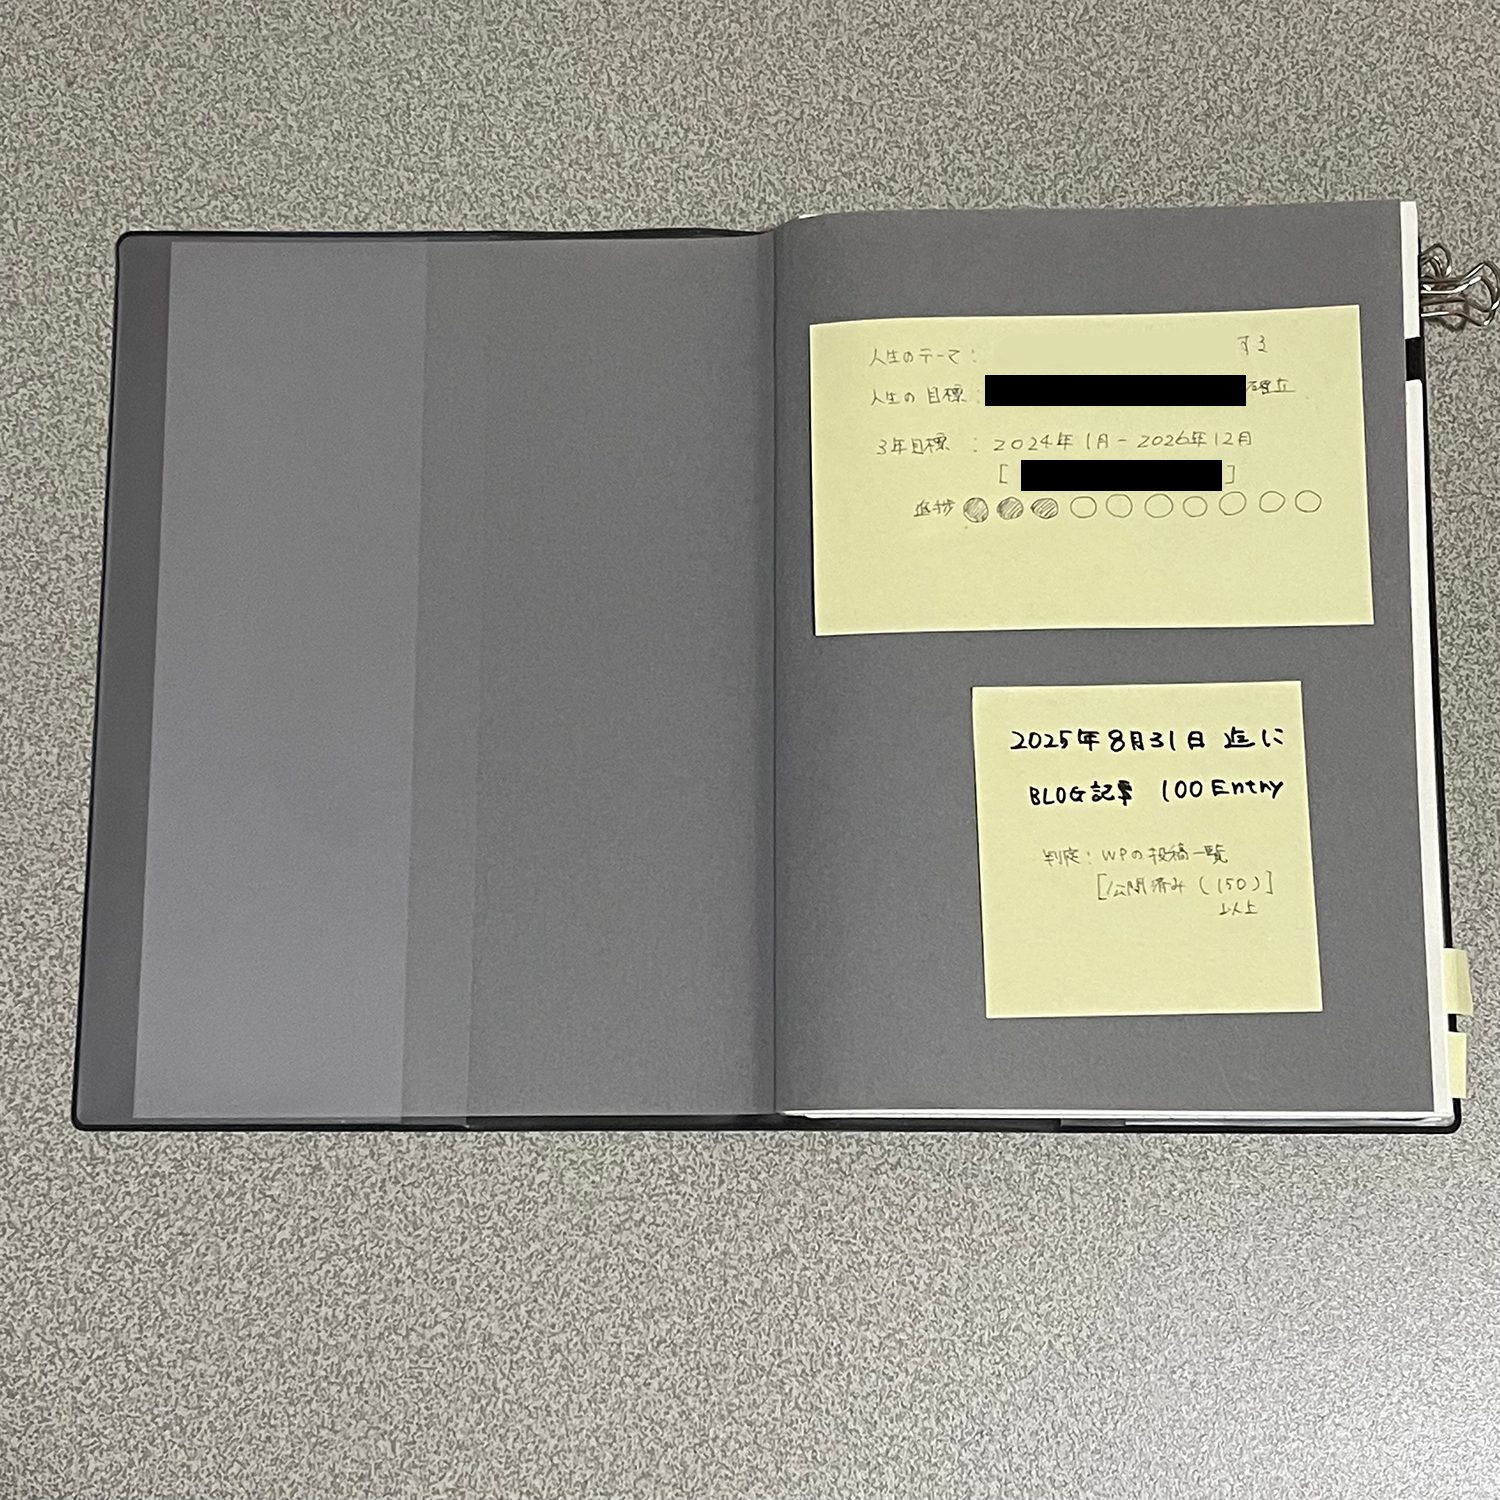 人生のテーマ： する
人生の目標： 確立
3年目標 ： 2024年1月-2026年12月
[ ]
進捗 ○○○○○○○○○○
2025年8月31日 迄に
BLOG記事 100 Entry
判定：WPの投稿一覧
[公開済み(150)]
以上